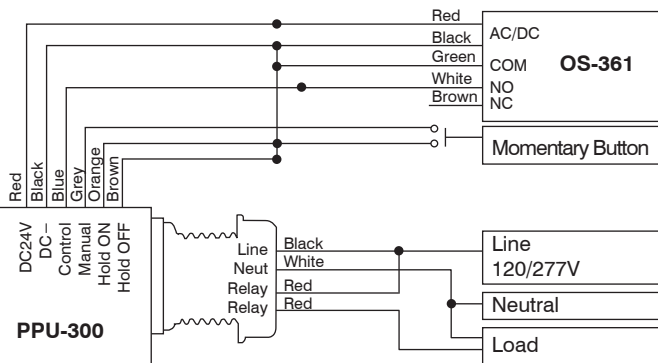 Red
Black
Green
White
Brown
AC/DC
COM
NO
NC
OS-361
Momentary Button
Red
Black
Blue
Grey
Orange
Brown
DC24V
DC−
Control
Manual
Hold ON
Hold OFF
PPU-300
Line
Neut
Relay
Relay
Black
White
Red
Red
Line
120/277V
Neutral
Load